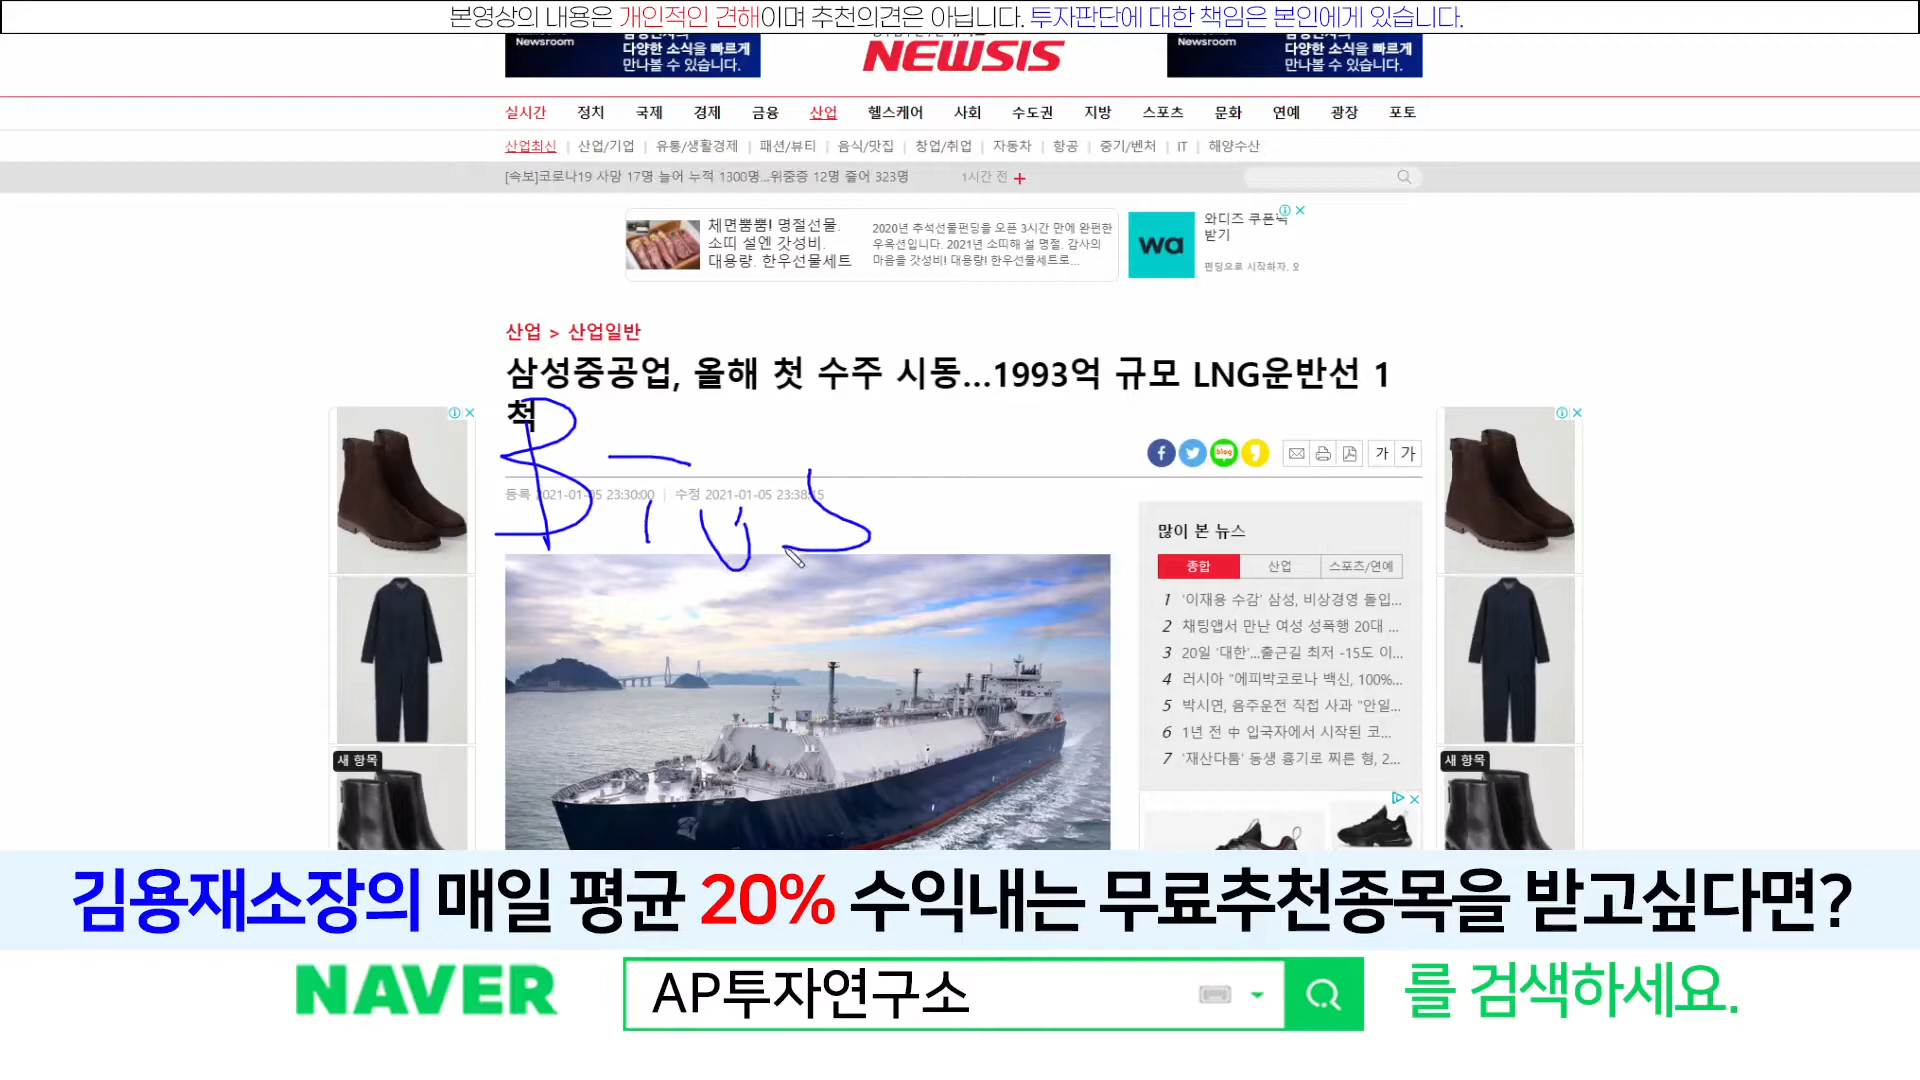 본영상의 내용은 개인적인 견해이며 추천의견은 아닙니다. 투자판단에 대한 책임은 본인에게 있습니다.
Newsroom
다양한 소식을 빠르게
만나볼 수 있습니다.
NEWSIS
Newsroom
다양한 소식을 빠르게
만나볼 수 있습니다.
실시간 정치 국제 경제 금융 산업 헬스케어 사회 수도권 지방 스포츠 문화 연예 광장 포토
산업최신 | 산업/기업 | 유통/생활경제 | 패션/뷰티 | 음식/맛집 | 창업/취업 | 자동차 | 항공 | 중기/벤처 | IT | 해양수산
[속보]코로나19 사망 17명 늘어 누적 1300명...위중증 12명 줄어 323명 1시간 전 +
체면뿜뿜! 명절선물.
소띠 설엔 갓성비.
대용량. 한우선물세트
2020년 추석선물펀딩을 오픈 3시간 만에 완편한
우옥션입니다. 2021년 소띠해 설 명절. 감사의
마음을 갓성비! 대용량! 한우선물세트로...
wa
와디즈 쿠폰팩
받기
펀딩으로 시작하자. 오
산업 > 산업일반
삼성중공업, 올해 첫 수주 시동...1993억 규모 LNG운반선 1
척
blog
가 가
등록 2021-01-05 23:30:00 | 수정 2021-01-05 23:38:15
많이 본 뉴스
종합 산업 스포츠/연예
1 '이재용 수감' 삼성, 비상경영 돌입...
2 채팅앱서 만난 여성 성폭행 20대 ...
3 20일 '대한'...출근길 최저 -15도 이...
4 러시아 "에피박코로나 백신, 100%...
5 박시연, 음주운전 직접 사과 "안일...
6 1년 전 中 입국자에서 시작된 코...
7 '재산다툼' 동생 흉기로 찌른 형, 2...
새 항목
새 항목
김용재소장의 매일 평균 20% 수익내는 무료추천종목을 받고싶다면?
NAVER AP투자연구소 를 검색하세요.